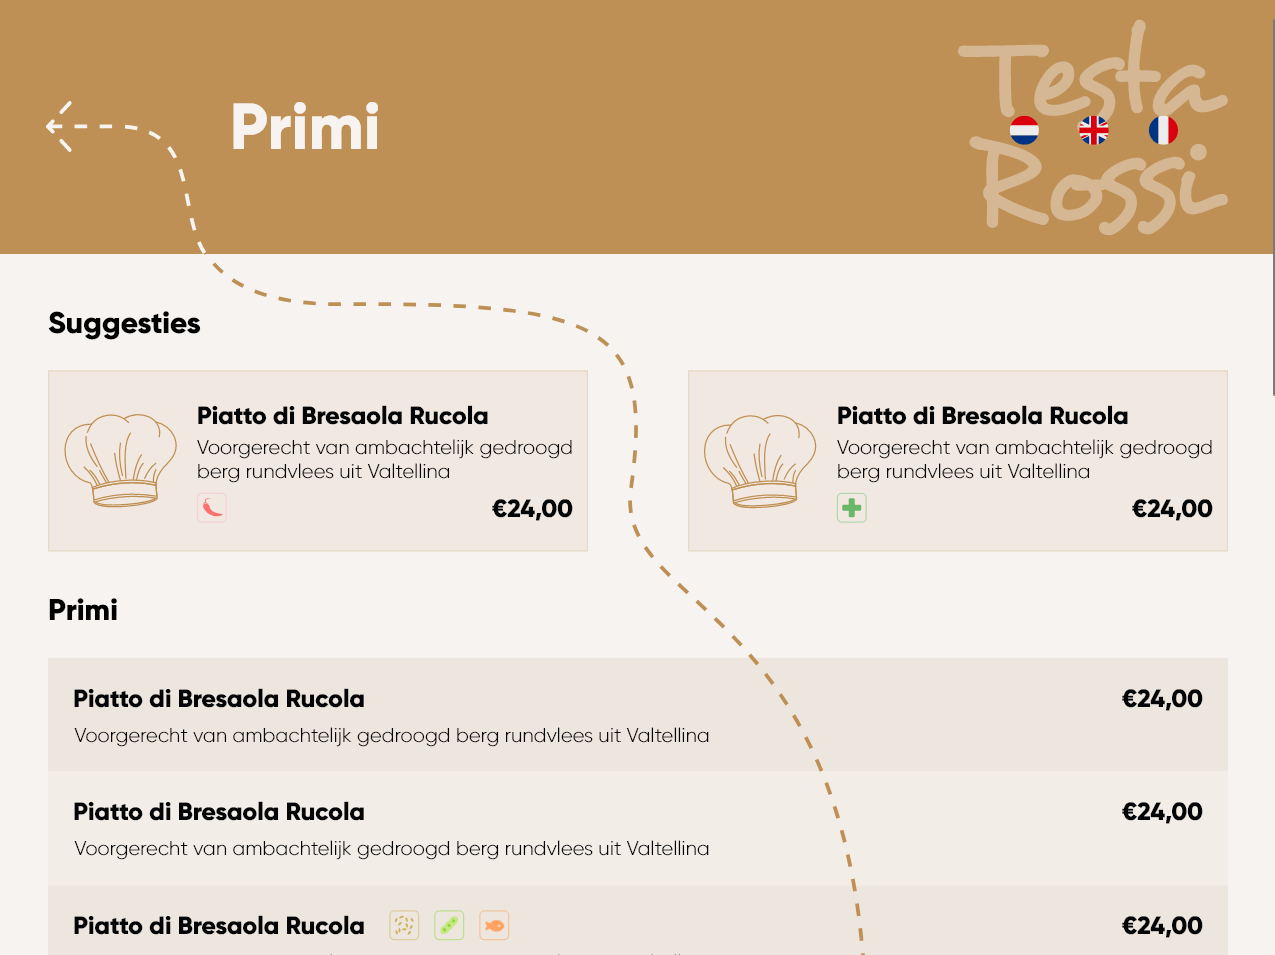 Primi
Testa
Rossi
Suggesties
Piatto di Bresaola Rucola
Voorgerecht van ambachtelijk gedroogd
berg rundvlees uit Valtellina
€24,00
Piatto di Bresaola Rucola
Voorgerecht van ambachtelijk gedroogd
berg rundvlees uit Valtellina
€24,00
Primi
Piatto di Bresaola Rucola €24,00
Voorgerecht van ambachtelijk gedroogd berg rundvlees uit Valtellina
Piatto di Bresaola Rucola €24,00
Voorgerecht van ambachtelijk gedroogd berg rundvlees uit Valtellina
Piatto di Bresaola Rucola €24,00